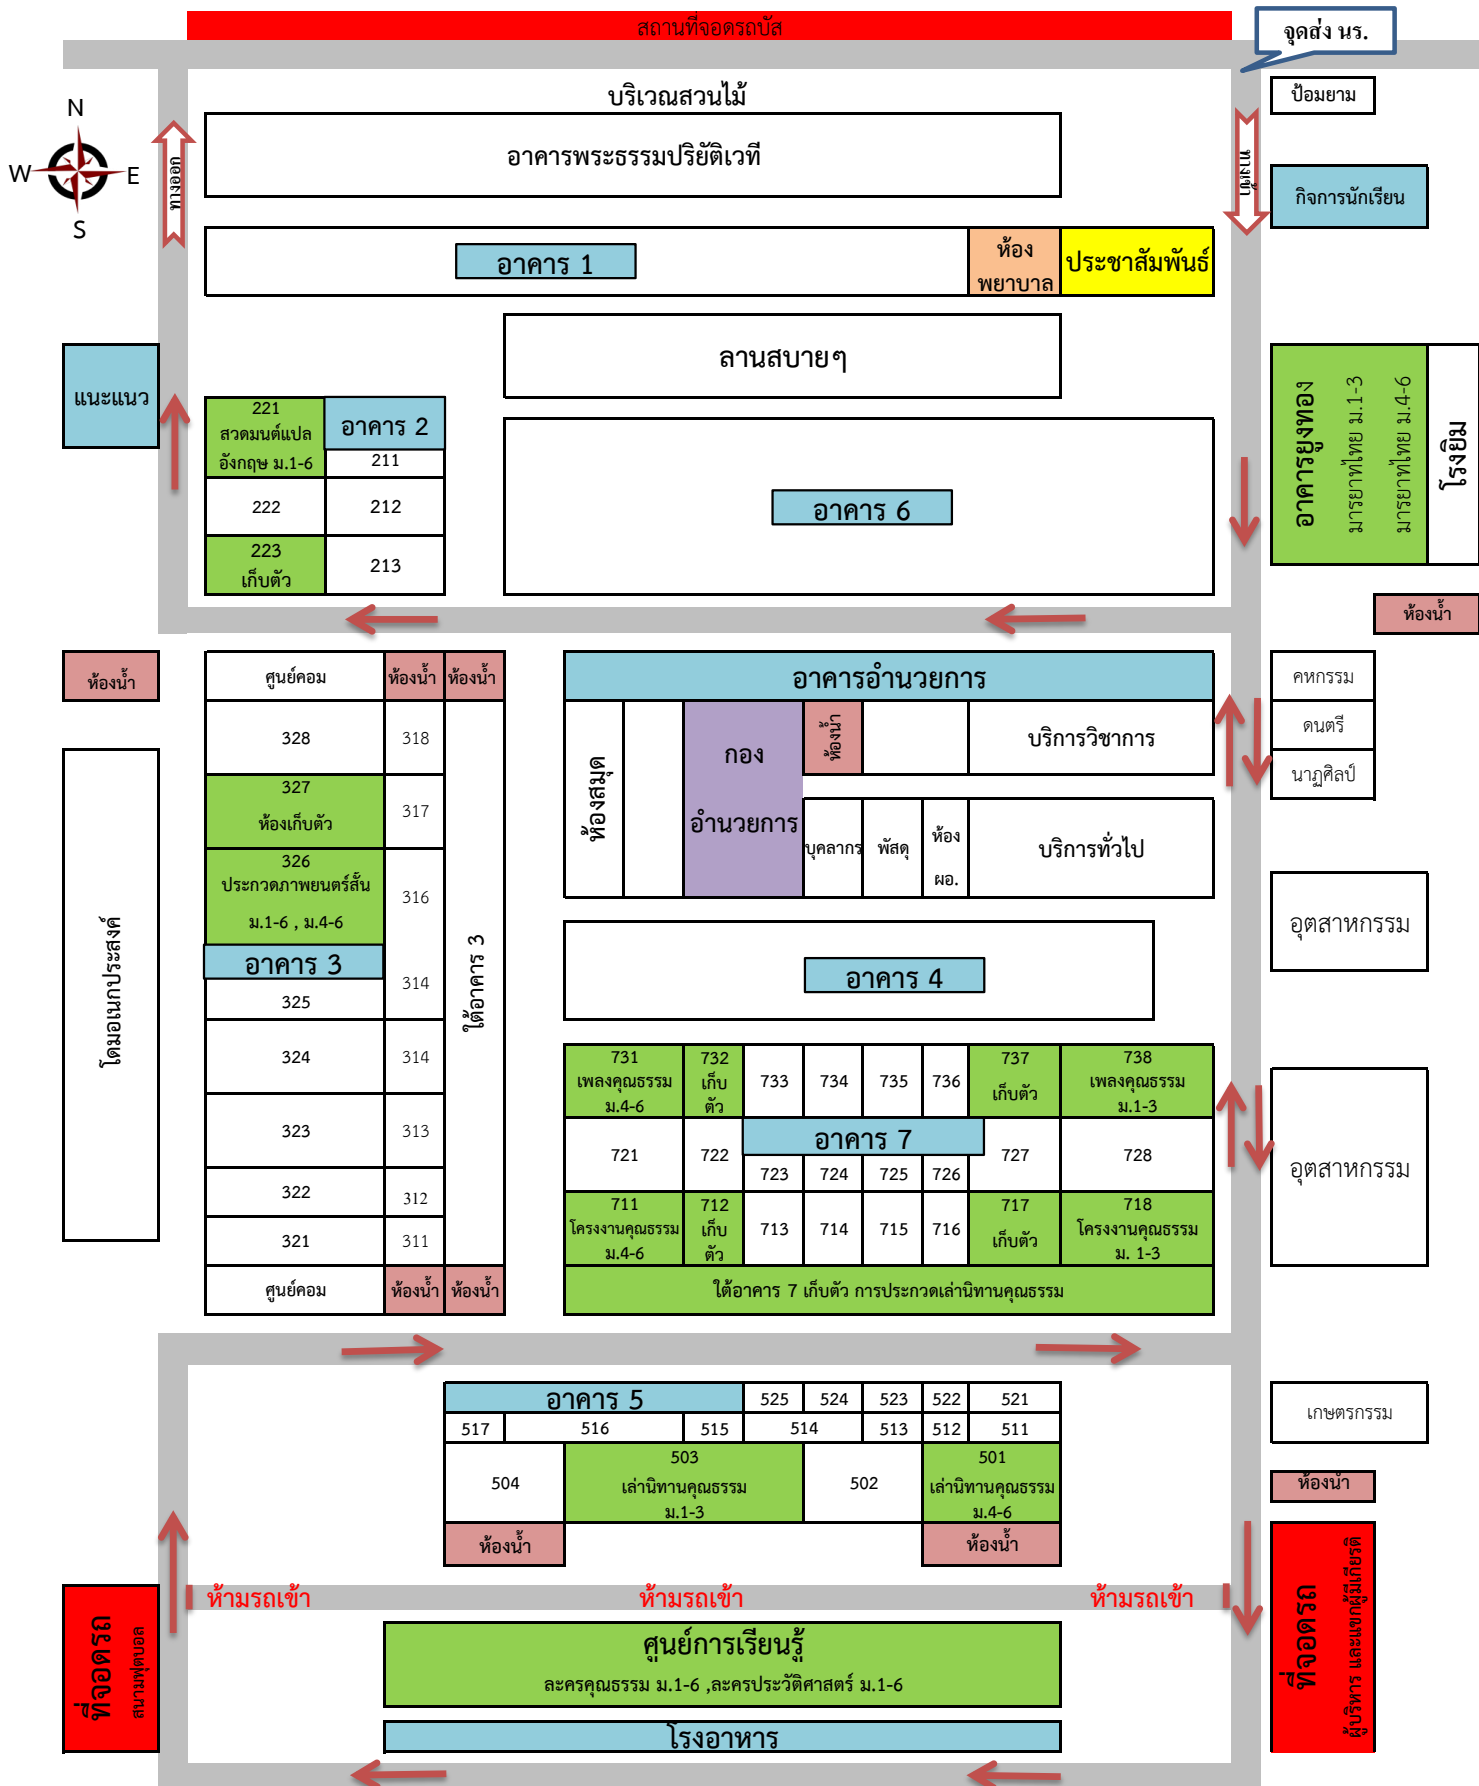 สถานที่จอดรถบัส
จุดส่ง นร.
บริเวณสวนไม้
ป้อมยาม
N
W
E
S
ทางออก
อาคารพระธรรมปริยัติเวที
ทางเข้า
กิจการนักเรียน
อาคาร 1
ห้อง
พยาบาล
ประชาสัมพันธ์
ลานสบายๆ
แนะแนว
221
สวดมนต์แปล
อังกฤษ ม.1-6
อาคาร 2
211
222
212
223
เก็บตัว
213
อาคาร 6
อาคารยูงทอง
มารยาทไทย ม.1-3
มารยาทไทย ม.4-6
โรงยิม
ห้องน้ำ
ห้องน้ำ
ศูนย์คอม
ห้องน้ำ
ห้องน้ำ
328
318
327
ห้องเก็บตัว
317
326
ประกวดภาพยนตร์สั้น
ม.1-6 , ม.4-6
316
อาคาร 3
325
314
324
314
323
313
322
312
321
311
ศูนย์คอม
ห้องน้ำ
ห้องน้ำ
ใต้อาคาร 3
โดมอเนกประสงค์
อาคารอำนวยการ
ห้องสมุด
กอง
อำนวยการ
ห้องน้ำ
บริการวิชาการ
บุคลากร
พัสดุ
ห้อง
ผอ.
บริการทั่วไป
คหกรรม
ดนตรี
นาฏศิลป์
อุตสาหกรรม
อาคาร 4
731
เพลงคุณธรรม
ม.4-6
732
เก็บ
ตัว
733
734
735
736
737
เก็บตัว
738
เพลงคุณธรรม
ม.1-3
721
722
อาคาร 7
723
724
725
726
727
728
711
โครงงานคุณธรรม
ม.4-6
712
เก็บ
ตัว
713
714
715
716
717
เก็บตัว
718
โครงงานคุณธรรม
ม. 1-3
ใต้อาคาร 7 เก็บตัว การประกวดเล่านิทานคุณธรรม
อุตสาหกรรม
อาคาร 5
525
524
523
522
521
517
516
515
514
513
512
511
504
503
เล่านิทานคุณธรรม
ม.1-3
502
501
เล่านิทานคุณธรรม
ม.4-6
ห้องน้ำ
ห้องน้ำ
เกษตรกรรม
ห้องน้ำ
ห้ามรถเข้า
ห้ามรถเข้า
ห้ามรถเข้า
ที่จอดรถ
สนามฟุตบอล
ศูนย์การเรียนรู้
ละครคุณธรรม ม.1-6 ,ละครประวัติศาสตร์ ม.1-6
โรงอาหาร
ที่จอดรถ
ผู้บริหาร และแขกผู้มีเกียรติ